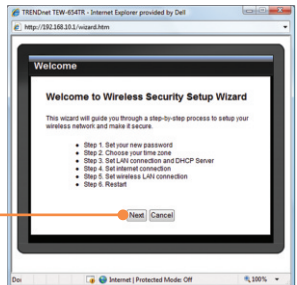 TRENDnet TEW-654TR - Internet Explorer provided by Dell
http://192.168.10.1/wizard.htm
Welcome
Welcome to Wireless Security Setup Wizard
This wizard will guide you through a step-by-step process to setup your
wireless network and make it secure.
Step 1. Set your new password
Step 2. Choose your time zone
Step 3. Set LAN connection and DHCP Server
Step 4. Set internet connection
Step 5. Set wireless LAN connection
Step 6. Restart
Next Cancel
Internet | Protected Mode: Off 100%